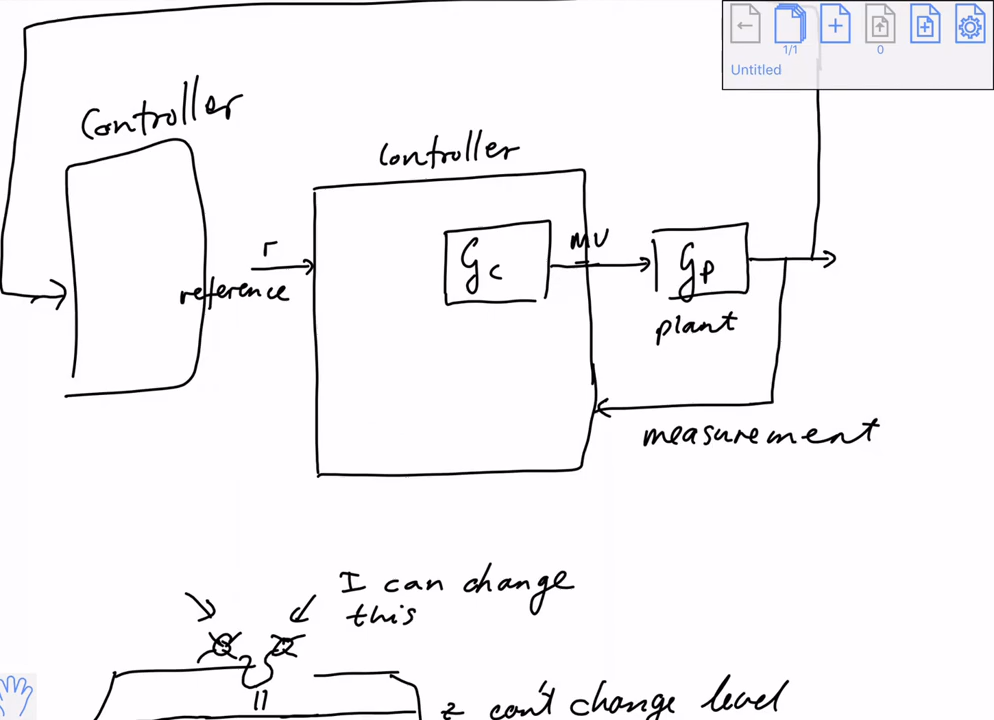 1/1
0
Untitled
Controller
Controller
r
reference
Gc
MV
Gp
plant
measurement
I can change
this
can't change level